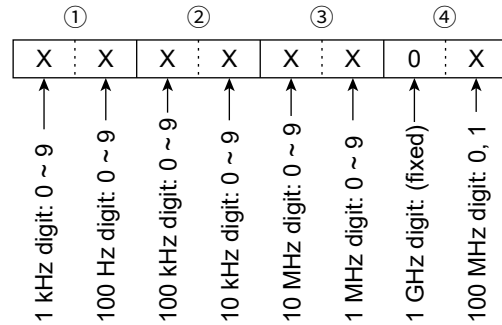 ① ② ③ ④
X X X X X X 0 X
1 kHz digit: 0 ~ 9
100 Hz digit: 0 ~ 9
100 kHz digit: 0 ~ 9
10 kHz digit: 0 ~ 9
10 MHz digit: 0 ~ 9
1 MHz digit: 0 ~ 9
1 GHz digit: (fixed)
100 MHz digit: 0, 1